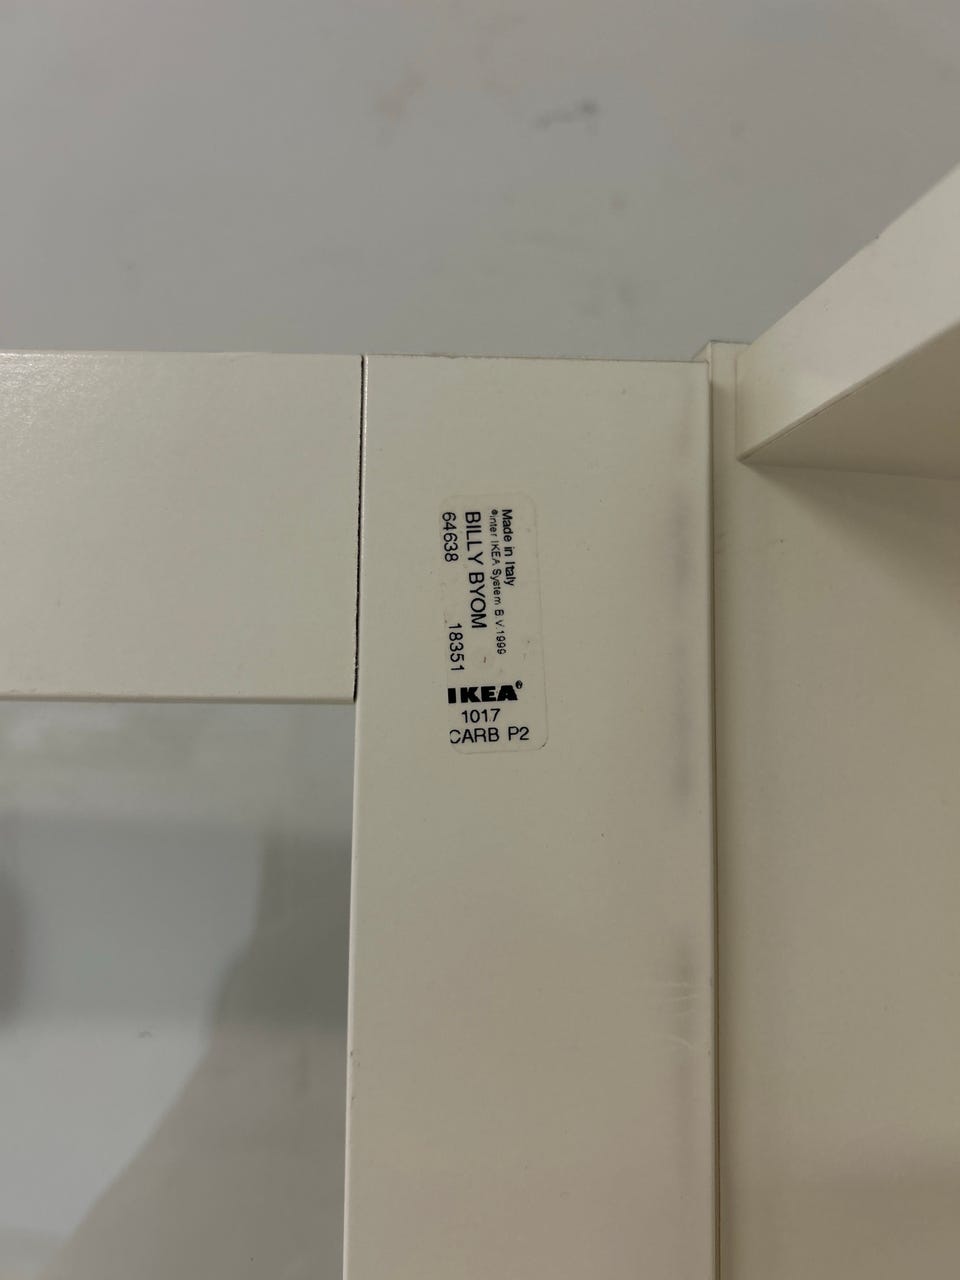 Made in Italy
©Inter IKEA System B.V.1999
BILLY BYOM
64638 18351
IKEA®
1017
CARB P2